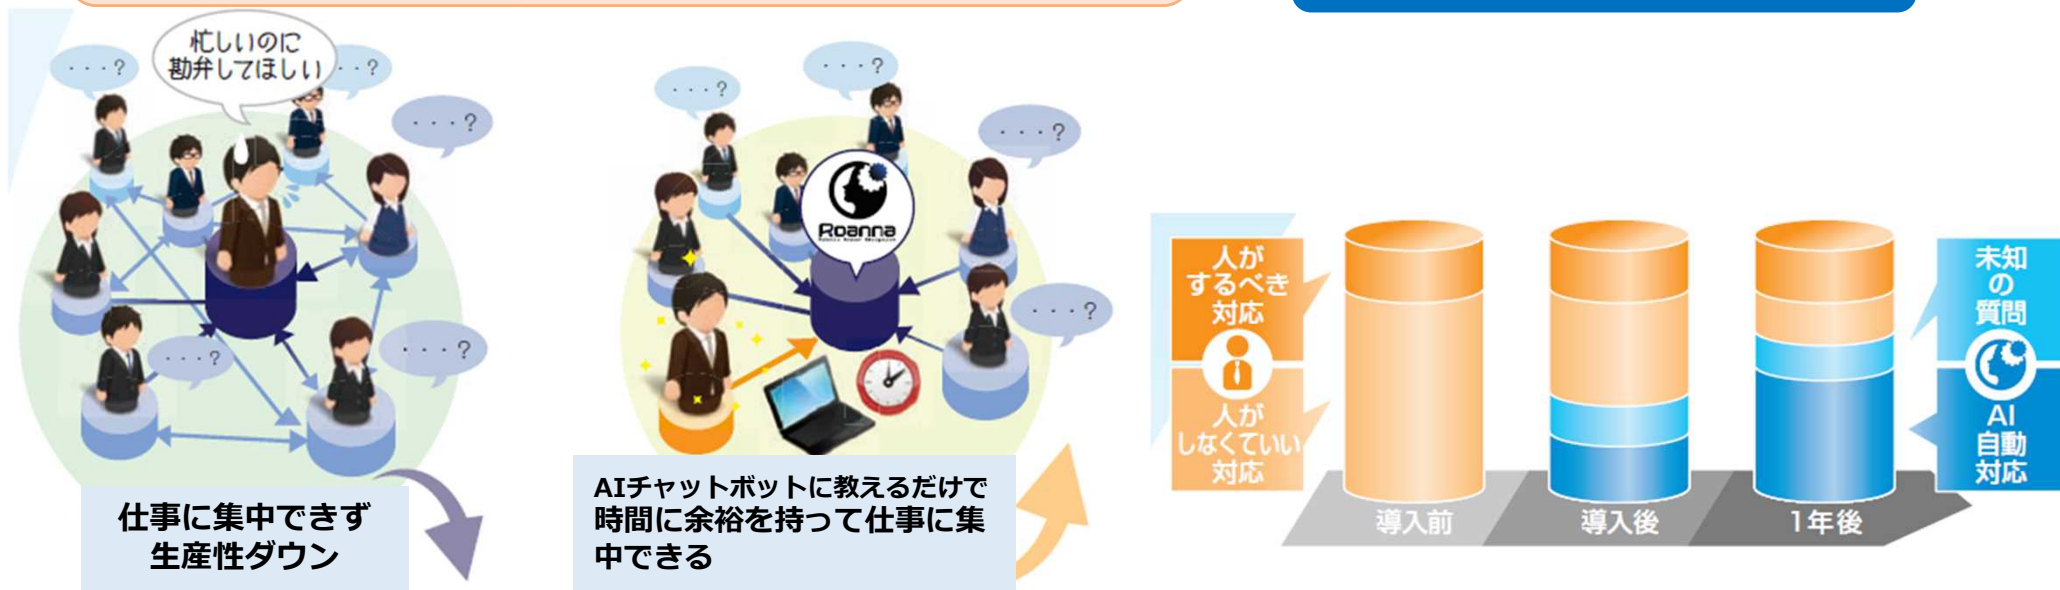 忙しいのに
勘弁してほしい
・・・?
・・?
・・・?
・・・?
・・・?
仕事に集中できず
生産性ダウン
・・・?
・・・?
・・・?
・・・?
Roanna
AIチャットボットに教えるだけで
時間に余裕を持って仕事に集
中できる
人が
するべき
対応
人が
しなくていい
対応
導入前
導入後
1年後
未知
の
質問
AI
自動
対応